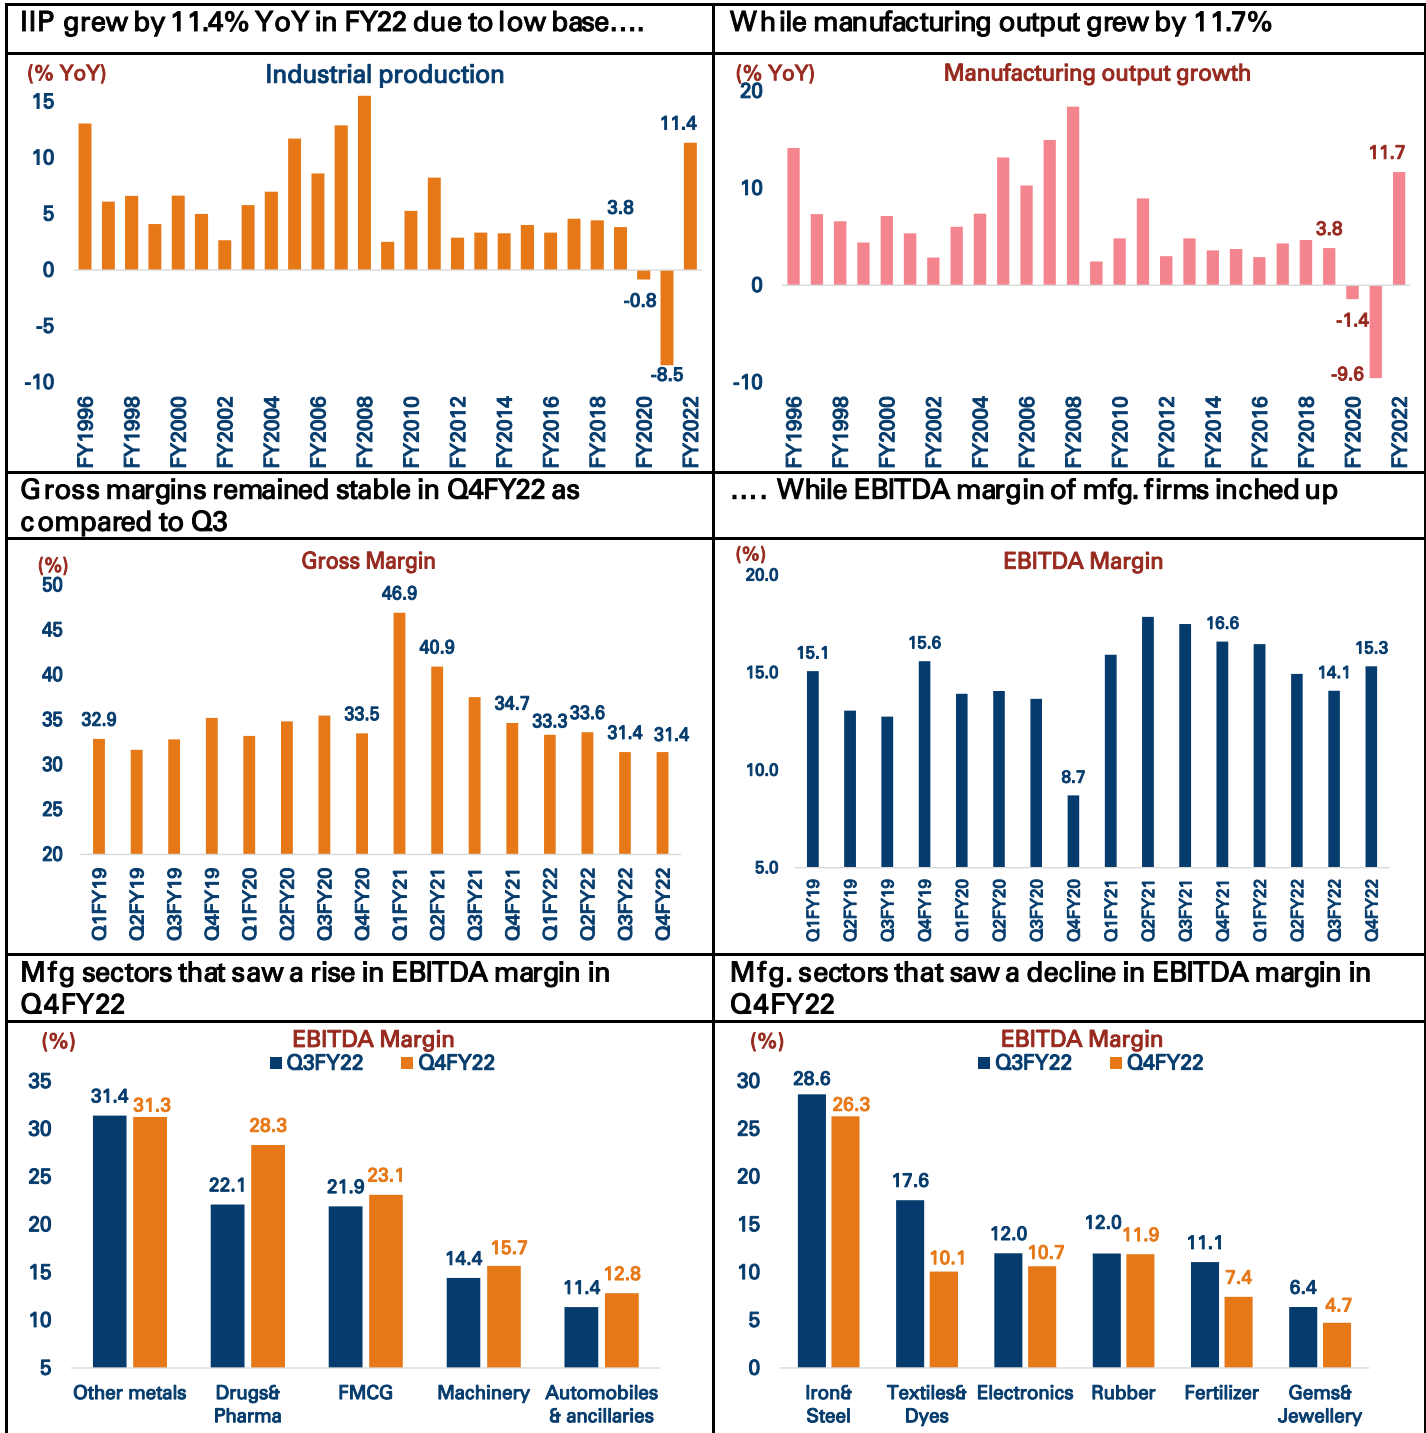 IIP grew by 11.4% YoY in FY22 due to low base....
(% YoY)
Industrial production
15
10
5
0
-5
-10
11.4
3.8
-0.8
-8.5
FY1996
FY1998
FY2000
FY2002
FY2004
FY2006
FY2008
FY2010
FY2012
FY2014
FY2016
FY2018
FY2020
FY2022
While manufacturing output grew by 11.7%
(% YoY)
Manufacturing output growth
20
10
0
-10
11.7
3.8
-1.4
-9.6
FY1996
FY1998
FY2000
FY2002
FY2004
FY2006
FY2008
FY2010
FY2012
FY2014
FY2016
FY2018
FY2020
FY2022
Gross margins remained stable in Q4FY22 as
compared to Q3
(%)
Gross Margin
50
45
40
35
30
25
20
32.9
33.5
46.9
40.9
34.7
33.3
33.6
31.4
31.4
Q1FY19
Q2FY19
Q3FY19
Q4FY19
Q1FY20
Q2FY20
Q3FY20
Q4FY20
Q1FY21
Q2FY21
Q3FY21
Q4FY21
Q1FY22
Q2FY22
Q3FY22
Q4FY22
.... While EBITDA margin of mfg. firms inched up
(%)
EBITDA Margin
20.0
15.0
10.0
5.0
15.1
15.6
8.7
16.6
14.1
15.3
Q1FY19
Q2FY19
Q3FY19
Q4FY19
Q1FY20
Q2FY20
Q3FY20
Q4FY20
Q1FY21
Q2FY21
Q3FY21
Q4FY21
Q1FY22
Q2FY22
Q3FY22
Q4FY22
Mfg sectors that saw a rise in EBITDA margin in
Q4FY22
(%)
EBITDA Margin
Q3FY22 Q4FY22
35
30
25
20
15
10
5
31.4 31.3
22.1 28.3
21.9 23.1
14.4 15.7
11.4 12.8
Other metals
Drugs&
Pharma
FMCG
Machinery
Automobiles
& ancillaries
Mfg. sectors that saw a decline in EBITDA margin in
Q4FY22
(%)
EBITDA Margin
Q3FY22 Q4FY22
30
25
20
15
10
5
0
28.6 26.3
17.6 10.1
12.0 10.7
12.0 11.9
11.1 7.4
6.4 4.7
Iron&
Steel
Textiles&
Dyes
Electronics
Rubber
Fertilizer
Gems&
Jewellery